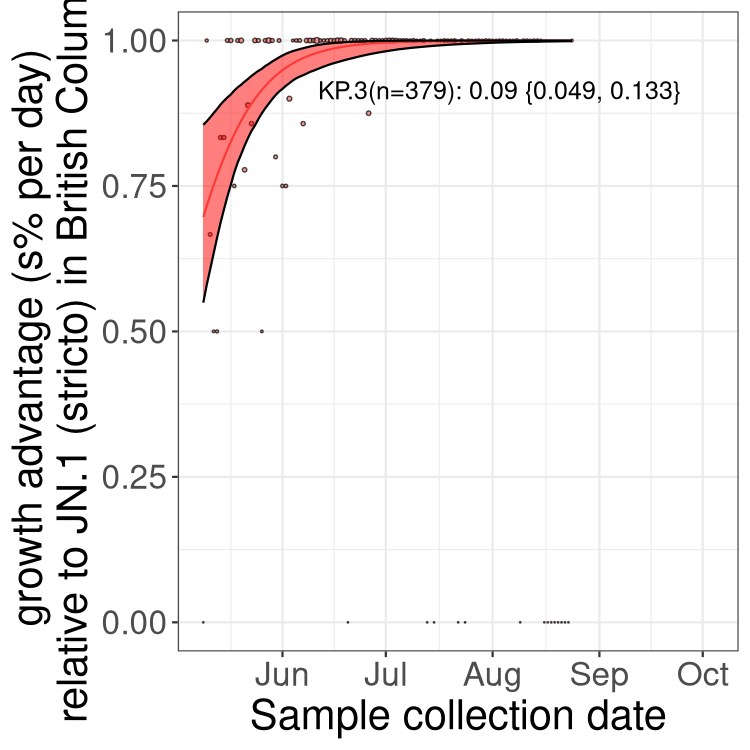 growth advantage (s% per day)
relative to JN.1 (stricto) in British Colum
1.00
0.75
0.50
0.25
0.00
KP.3(n=379): 0.09 {0.049, 0.133}
Jun Jul Aug Sep Oct
Sample collection date